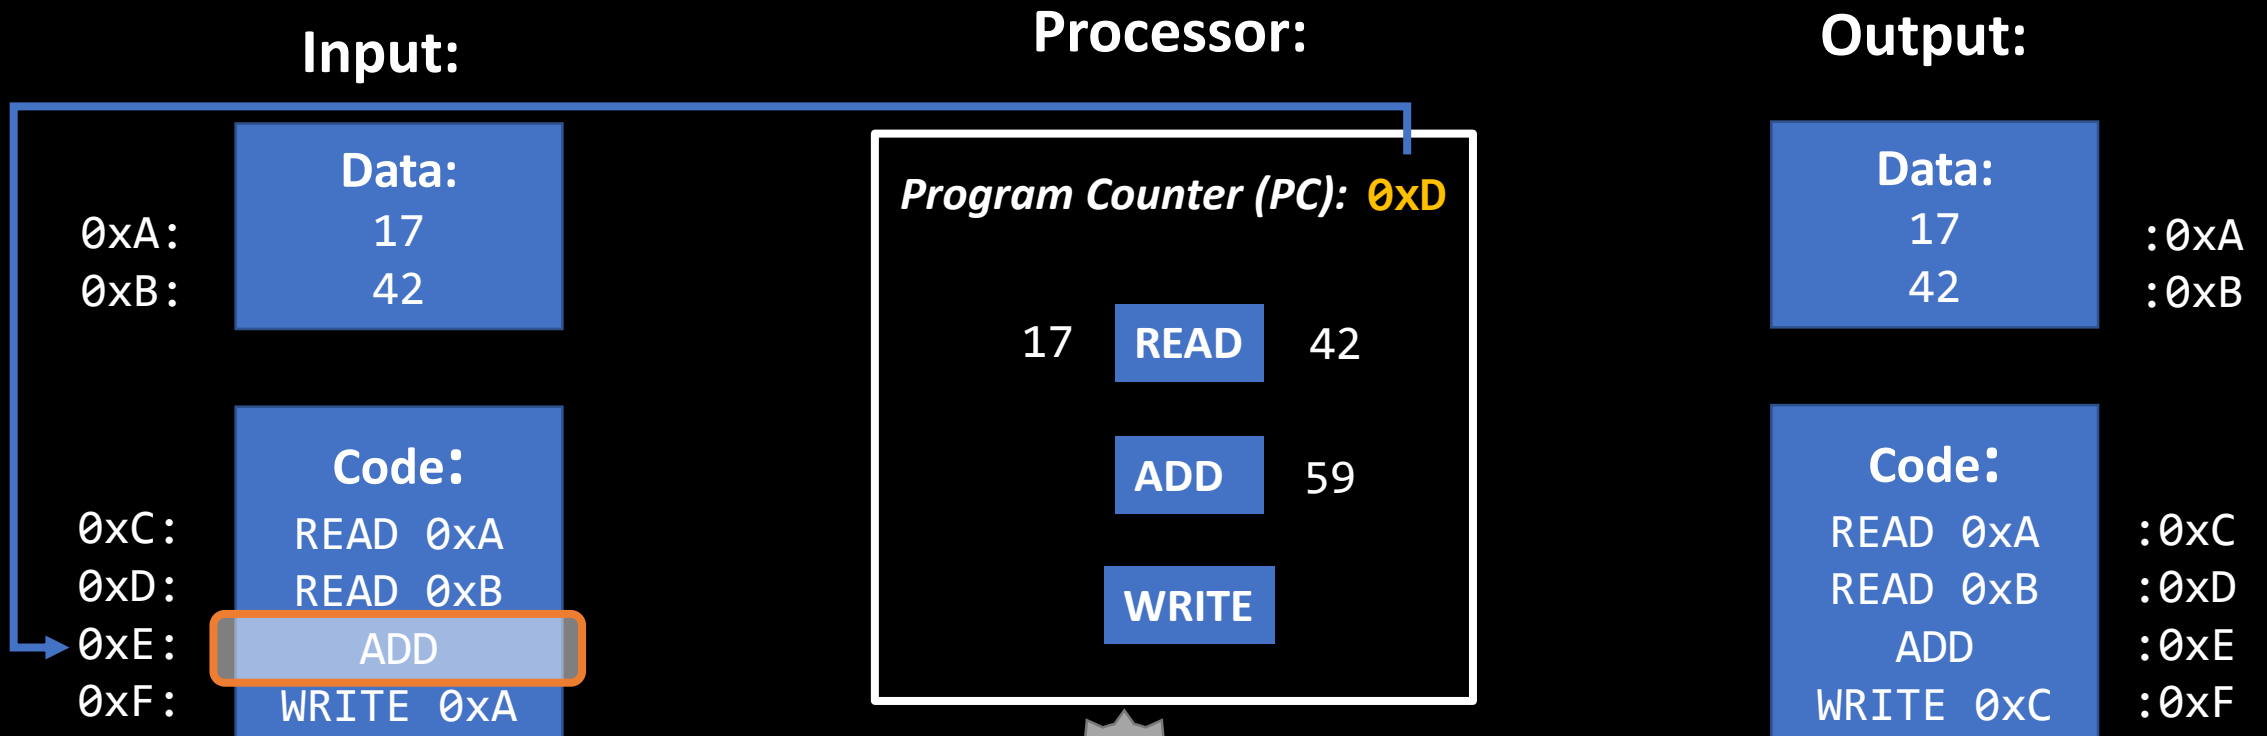 Input:
0xA:
0xB:
Data:
17
42
0xC:
0xD:
0xE:
0xF:
Code:
READ 0xA
READ 0xB
ADD
WRITE 0xA
Processor:
Program Counter (PC): 0xD
17 READ 42
ADD 59
WRITE
Output:
Data:
17
42
:0xA
:0xB
Code:
READ 0xA
READ 0xB
ADD
WRITE 0xC
:0xC
:0xD
:0xE
:0xF